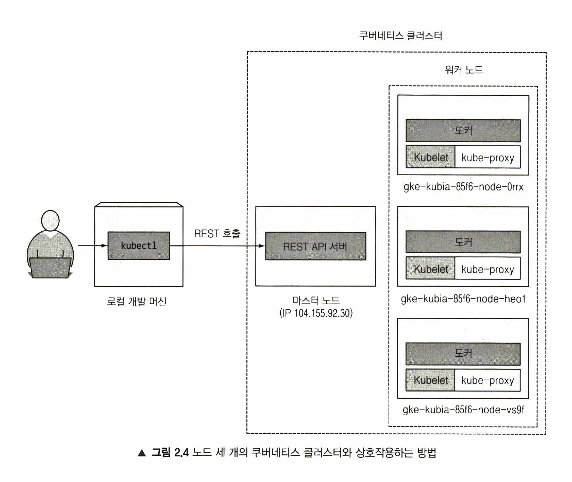 쿠버네티스 클러스터
워커 노드
도커
Kubelet kube-proxy
gke-kubia-85f6-node-0rrx
kubectl
REST 호출
REST API 서버
도커
Kubelet kube-proxy
gke-kubia-85f6-node-heo1
로컬 개발 머신
마스터 노드
(IP 104.155.92.30)
도커
Kubelet kube-proxy
gke-kubia-85f6-node-vs9f
▲ 그림 2.4 노드 세 개의 쿠버네티스 클러스터와 상호작용하는 방법